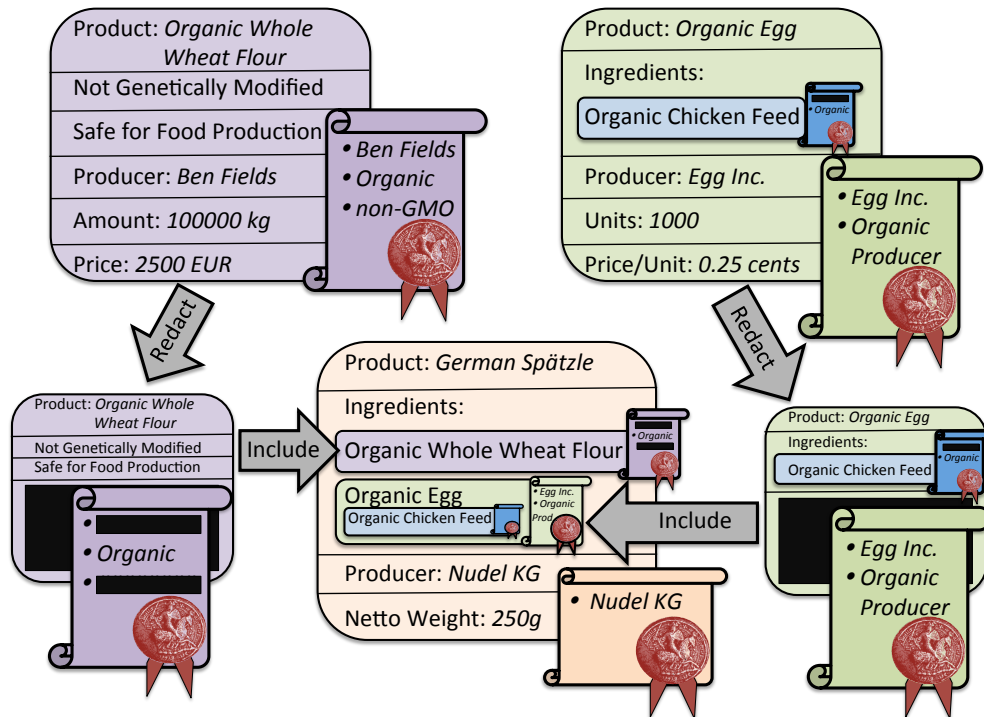 Product: Organic Whole
Wheat Flour
Not Genetically Modified
Safe for Food Production
Producer: Ben Fields
Amount: 100000 kg
Price: 2500 EUR
• Ben Fields
• Organic
• non-GMO
Product: Organic Egg
Ingredients:
Organic Chicken Feed
• Organic
Producer: Egg Inc.
Units: 1000
Price/Unit: 0.25 cents
• Egg Inc.
• Organic
Producer
Redact
Redact
Product: Organic Whole
Wheat Flour
Not Genetically Modified
Safe for Food Production
• Organic
Include
Product: German Spätzle
Ingredients:
Organic Whole Wheat Flour
• Organic
Organic Egg
Organic Chicken Feed
• Egg Inc.
• Organic
Prod
Producer: Nudel KG
Netto Weight: 250g
• Nudel KG
Include
Product: Organic Egg
Ingredients:
Organic Chicken Feed
• Organic
• Egg Inc.
• Organic
Producer